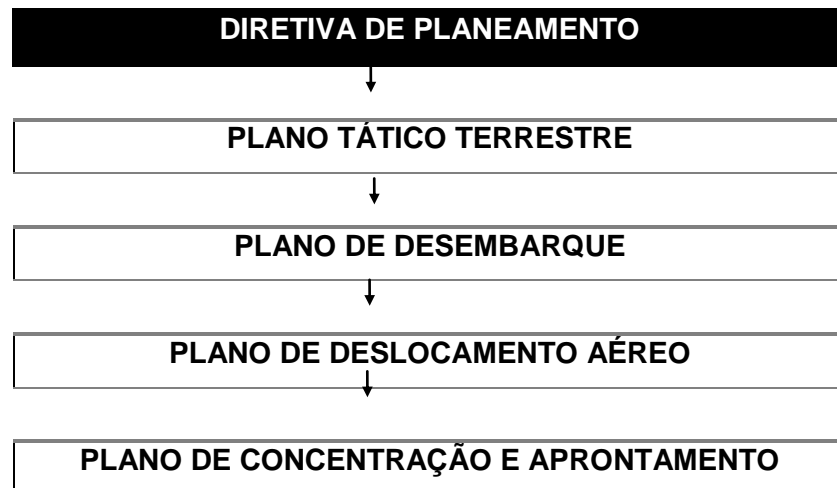 DIRETIVA DE PLANEAMENTO
PLANO TÁTICO TERRESTRE
PLANO DE DESEMBARQUE
PLANO DE DESLOCAMENTO AÉREO
PLANO DE CONCENTRAÇÃO E APRONTAMENTO